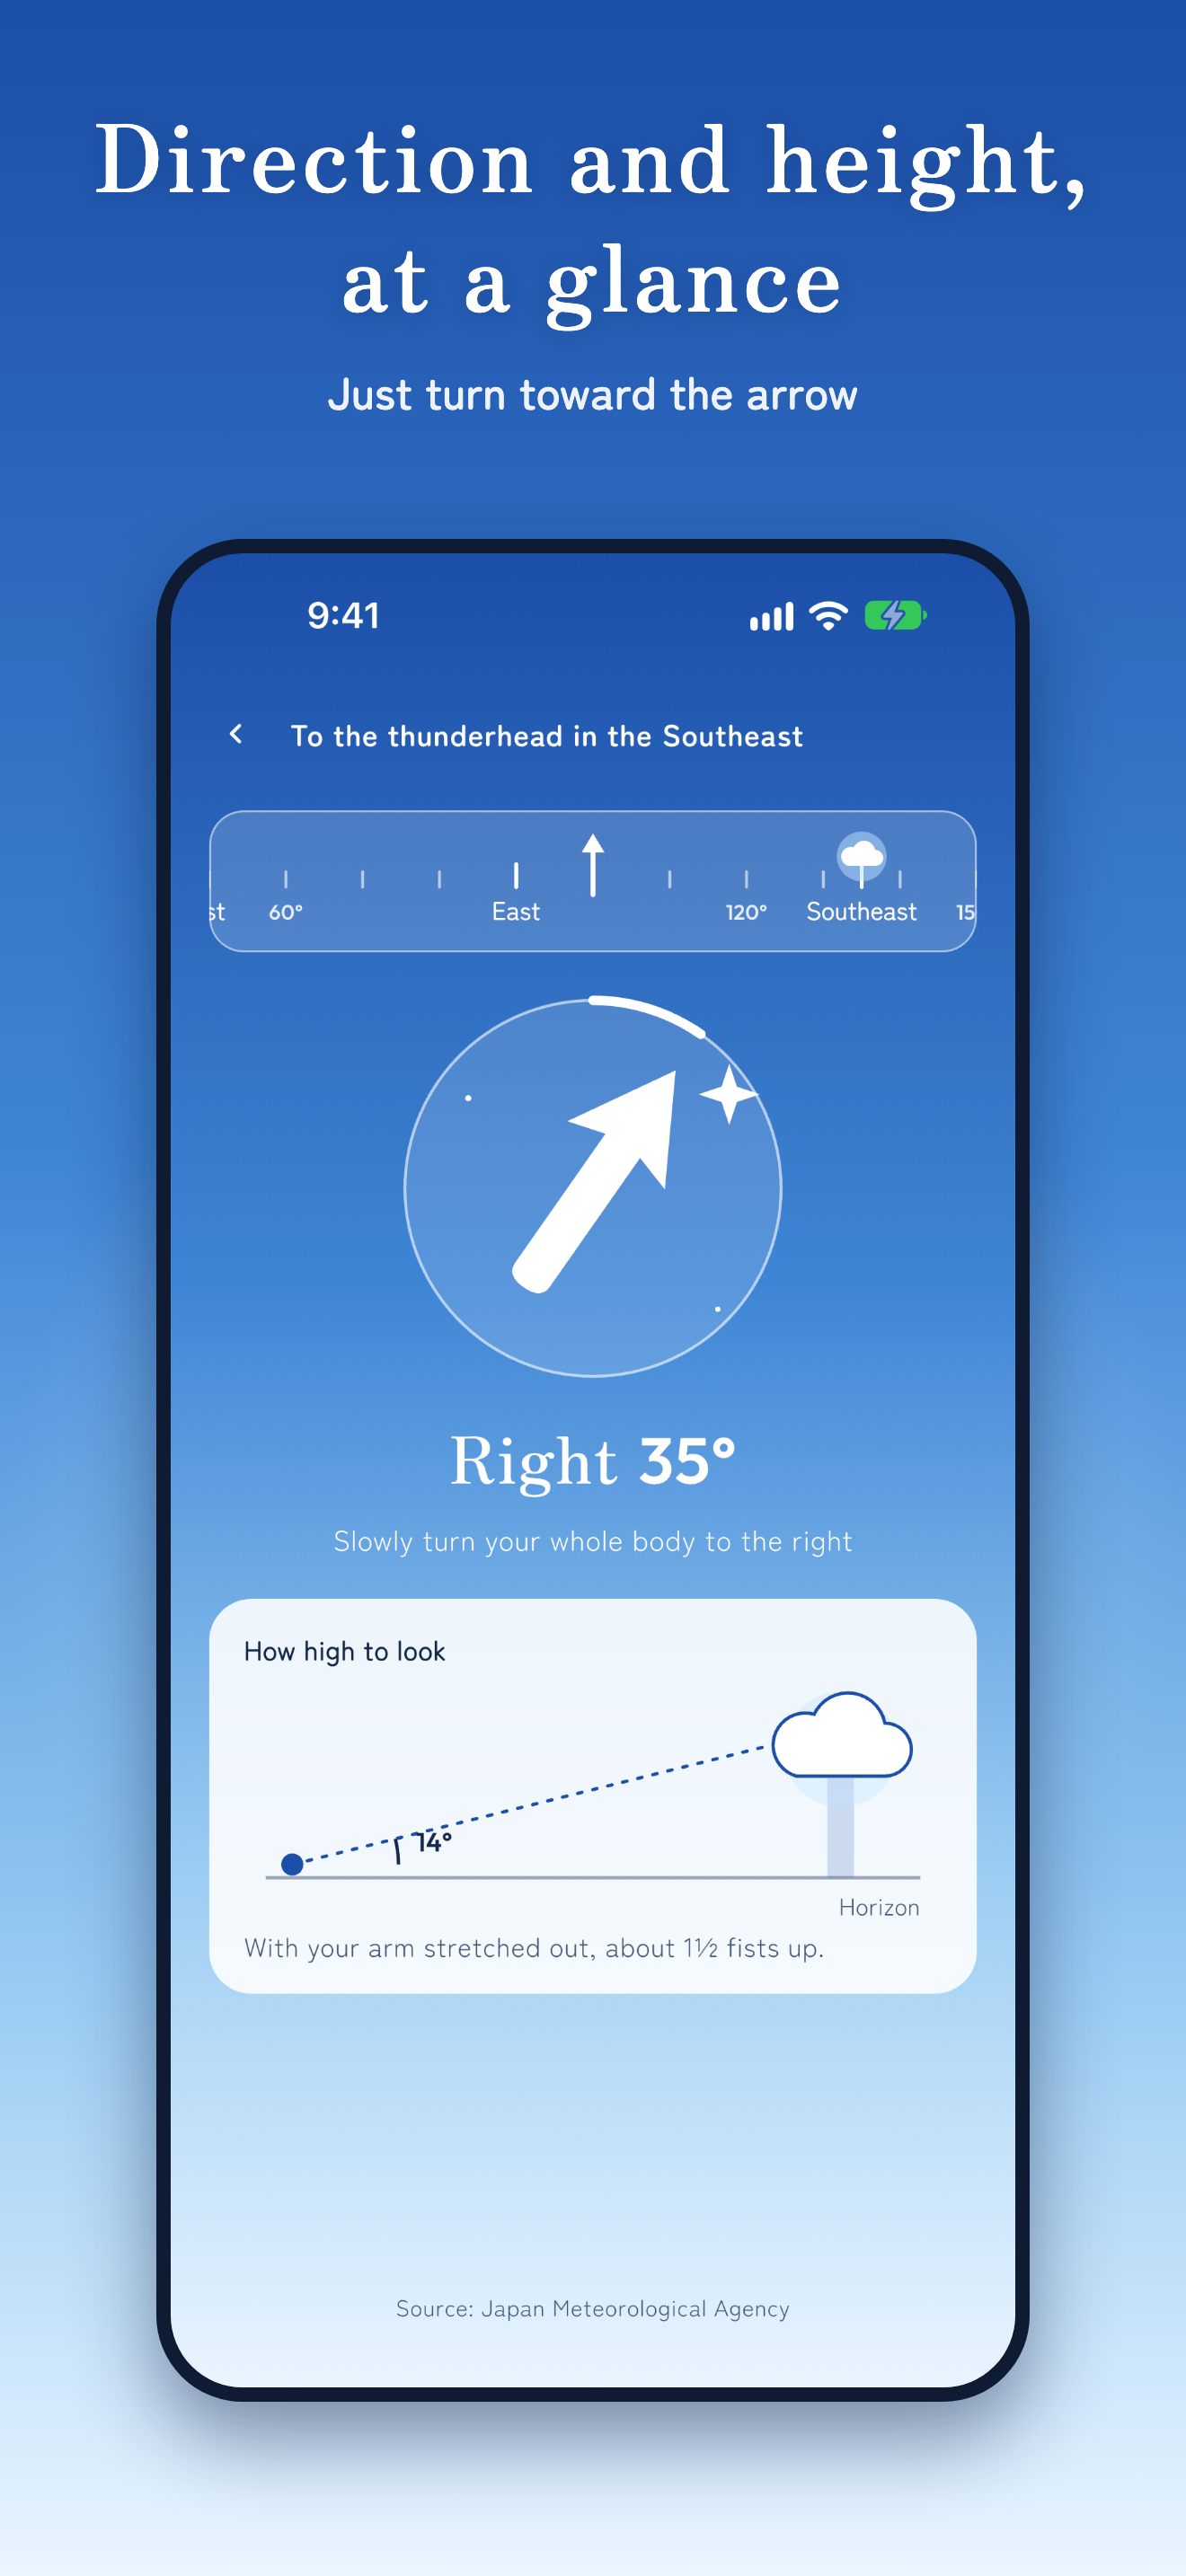 Direction and height,
at a glance
Just turn toward the arrow
9:41
To the thunderhead in the Southeast
st 60° East 120° Southeast 15
Right 35°
Slowly turn your whole body to the right
How high to look
14°
Horizon
With your arm stretched out, about 1½ fists up.
Source: Japan Meteorological Agency